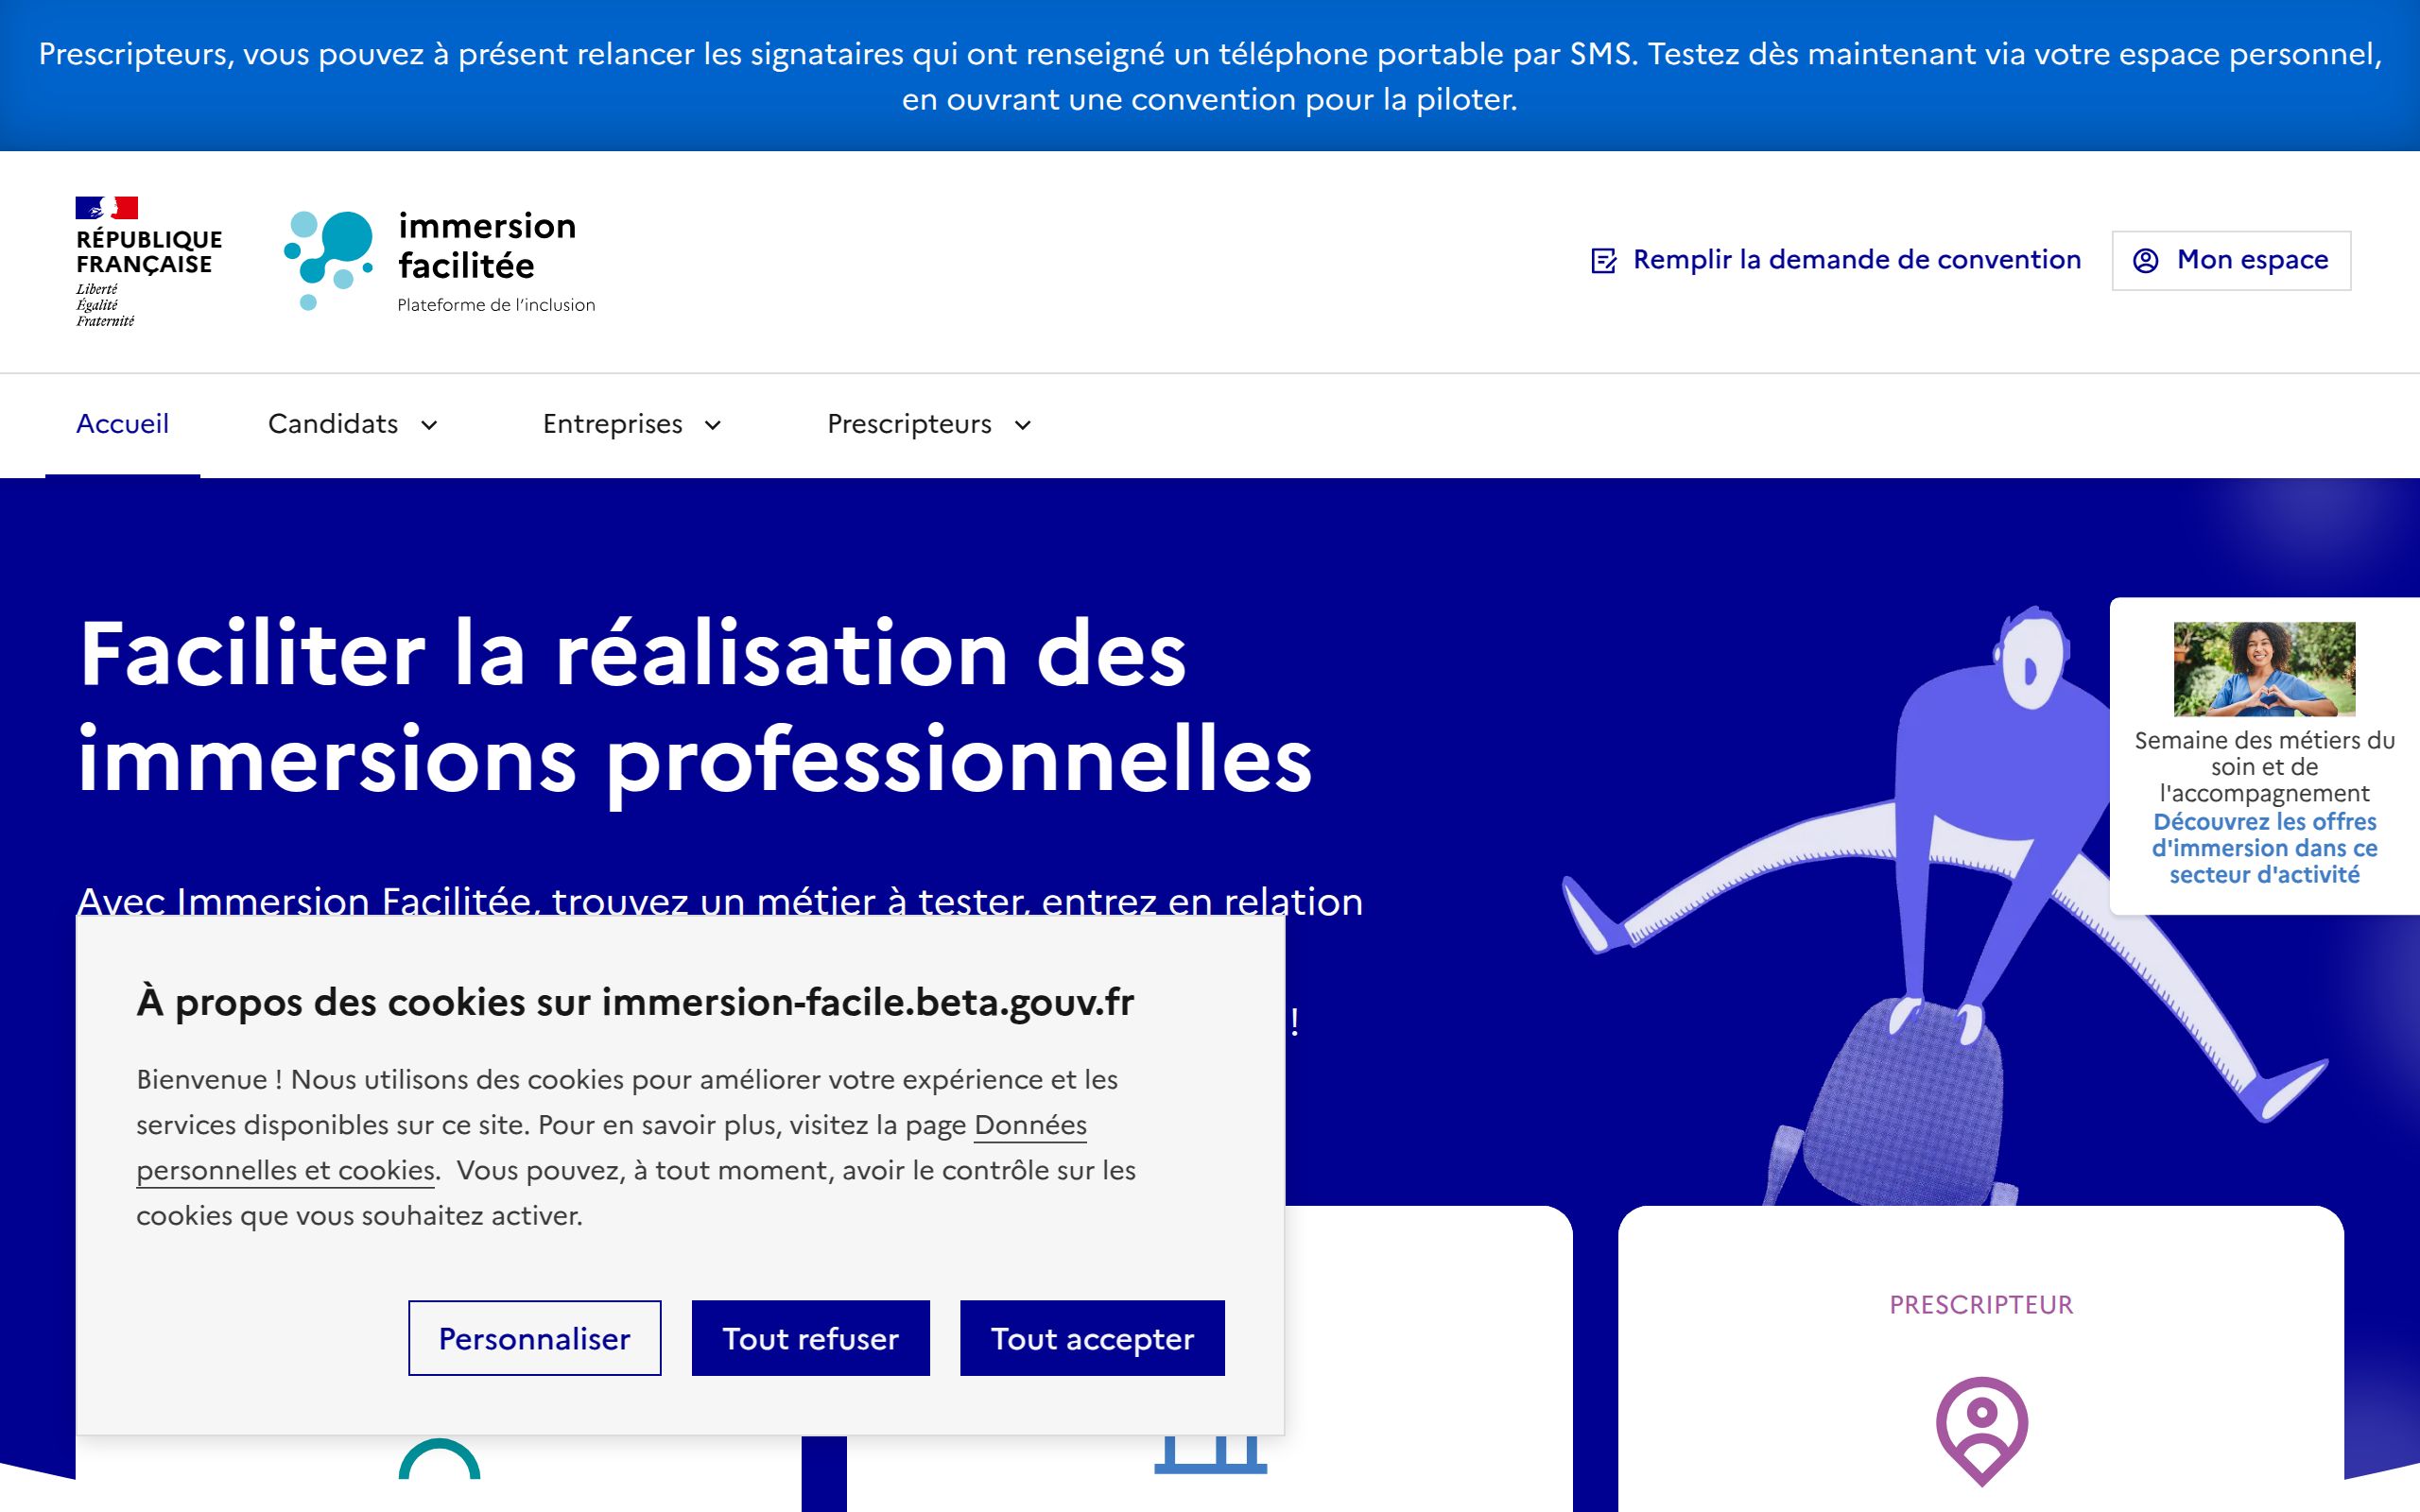 Prescripteurs, vous pouvez à présent relancer les signataires qui ont renseigné un téléphone portable par SMS. Testez dès maintenant via votre espace personnel,
en ouvrant une convention pour la piloter.
RÉPUBLIQUE
FRANÇAISE
Liberté
Égalité
Fraternité
immersion
facilitée
Plateforme de l'inclusion
Remplir la demande de convention
Mon espace
Accueil
Candidats
Entreprises
Prescripteurs
Faciliter la réalisation des
immersions professionnelles
Avec Immersion Facilitée, trouvez un métier à tester, entrez en relation
!
Semaine des métiers du
soin et de
l'accompagnement
Découvrez les offres
d'immersion dans ce
secteur d'activité
À propos des cookies sur immersion-facile.beta.gouv.fr
Bienvenue ! Nous utilisons des cookies pour améliorer votre expérience et les
services disponibles sur ce site. Pour en savoir plus, visitez la page Données
personnelles et cookies.  Vous pouvez, à tout moment, avoir le contrôle sur les
cookies que vous souhaitez activer.
Personnaliser
Tout refuser
Tout accepter
PRESCRIPTEUR